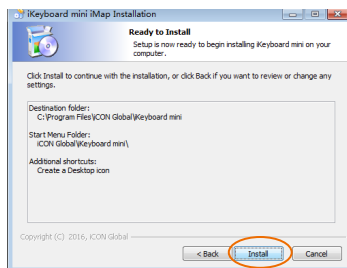 iKeyboard mini iMap Installation
Ready to Install
Setup is now ready to begin installing iKeyboard mini on your
computer.
Click Install to continue with the installation, or click Back if you want to review or change any
settings.
Destination folder:
C:\Program Files\iCON Global\iKeyboard mini
Start Menu Folder:
iCON Global\iKeyboard mini\
Additional shortcuts:
Create a Desktop icon
Copyright (C) 2016, iCON Global
< Back
Install
Cancel